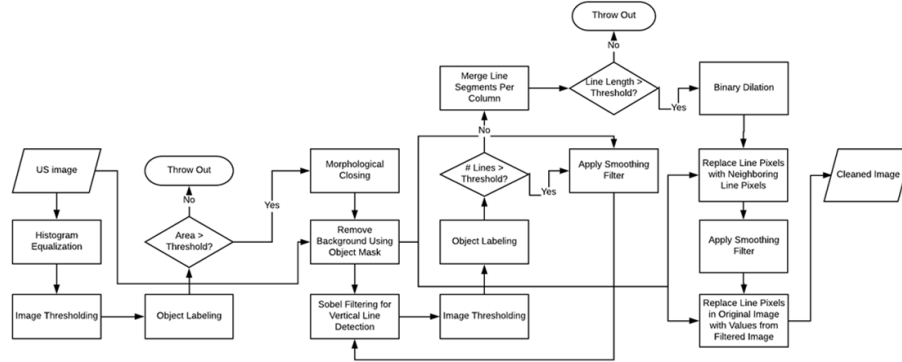 US image
Histogram
Equalization
Image Thresholding
Throw Out
No
Area >
Threshold?
Yes
Object Labeling
Morphological
Closing
Remove
Background Using
Object Mask
Sobel Filtering for
Vertical Line
Detection
Image Thresholding
Object Labeling
# Lines >
Threshold?
Yes
No
Merge Line
Segments Per
Column
Apply Smoothing
Filter
Throw Out
No
Line Length >
Threshold?
Yes
Binary Dilation
Replace Line Pixels
with Neighboring
Line Pixels
Apply Smoothing
Filter
Replace Line Pixels
in Original Image
with Values from
Filtered Image
Cleaned Image